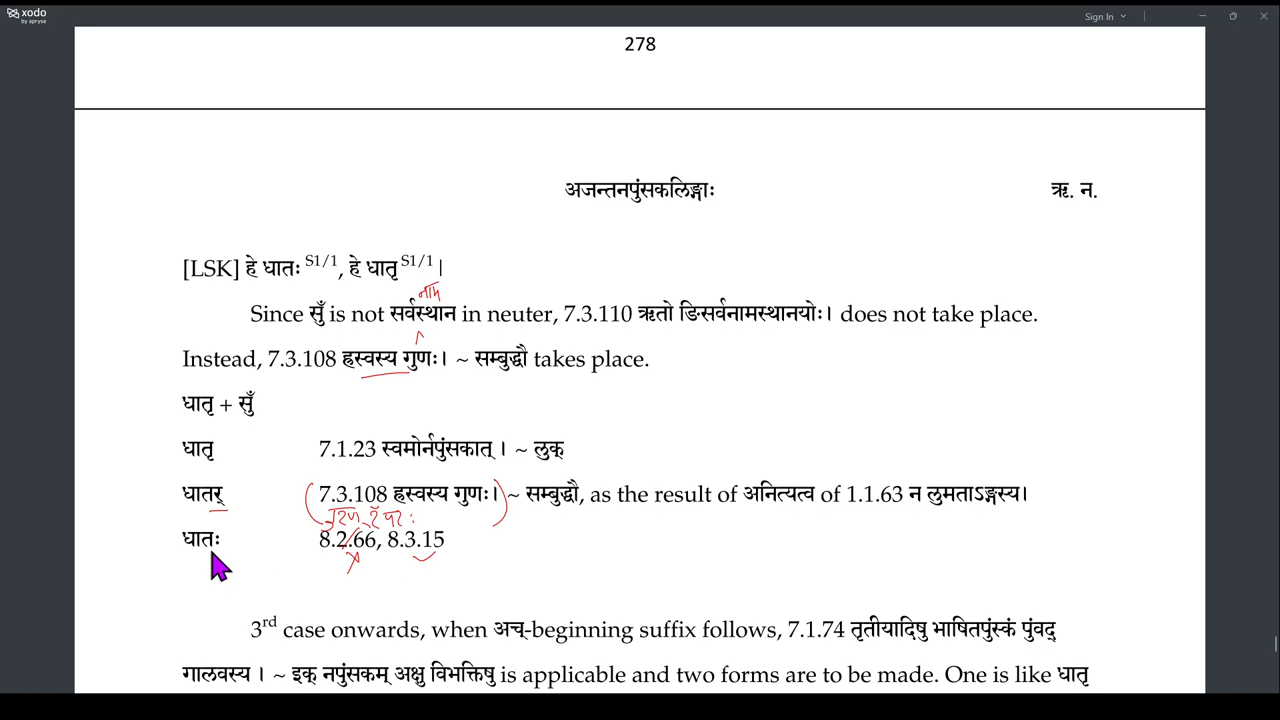 xodo
by apryse
Sign In
278
अजन्तनपुंसकलिङ्गाः ऋ. न.
[LSK] हे धातः S1/1, हे धातृ S1/1।
नाम
Since सुँ is not सर्वस्थान in neuter, 7.3.110 ऋतो ङिसर्वनामस्थानयोः। does not take place.
Instead, 7.3.108 ह्रस्वस्य गुणः। ~ सम्बुद्धौ takes place.
धातृ + सुँ
धातृ 7.1.23 स्वमोर्नपुंसकात् । ~ लुक्
धातर् 7.3.108 ह्रस्वस्य गुणः। ~ सम्बुद्धौ, as the result of अनित्यत्व of 1.1.63 न लुमताऽङ्गस्य।
धातः 8.2.66, 8.3.15
3rd case onwards, when अच्-beginning suffix follows, 7.1.74 तृतीयादिषु भाषितपुंस्कं पुंवद्
गालवस्य । ~ इक् नपुंसकम् अक्षु विभक्तिषु is applicable and two forms are to be made. One is like धातृ